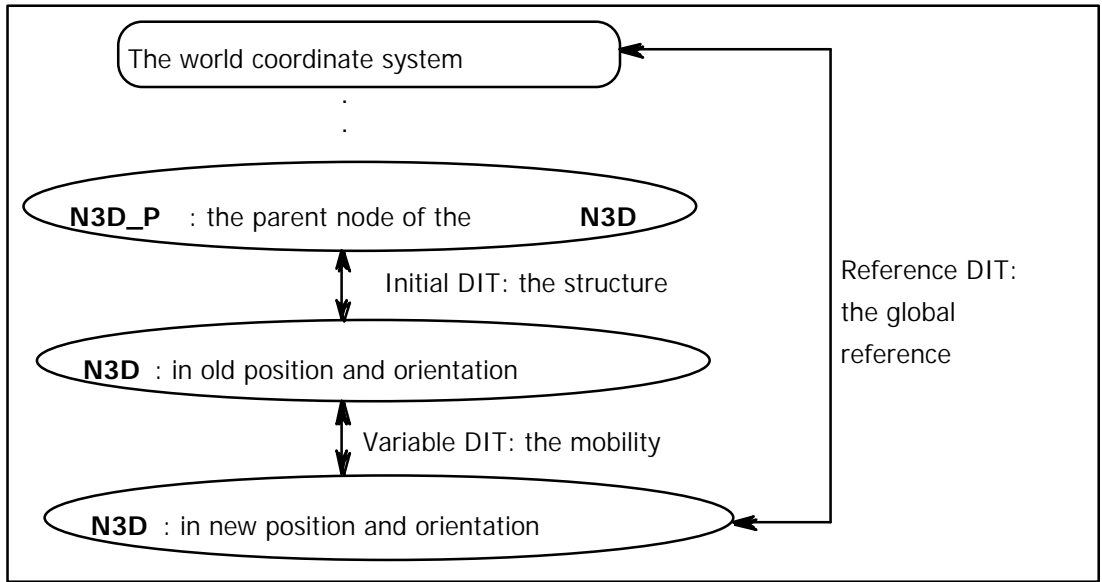 The world coordinate system
.
.
N3D_P : the parent node of the N3D
Initial DIT: the structure
N3D : in old position and orientation
Variable DIT: the mobility
N3D : in new position and orientation
Reference DIT:
the global
reference